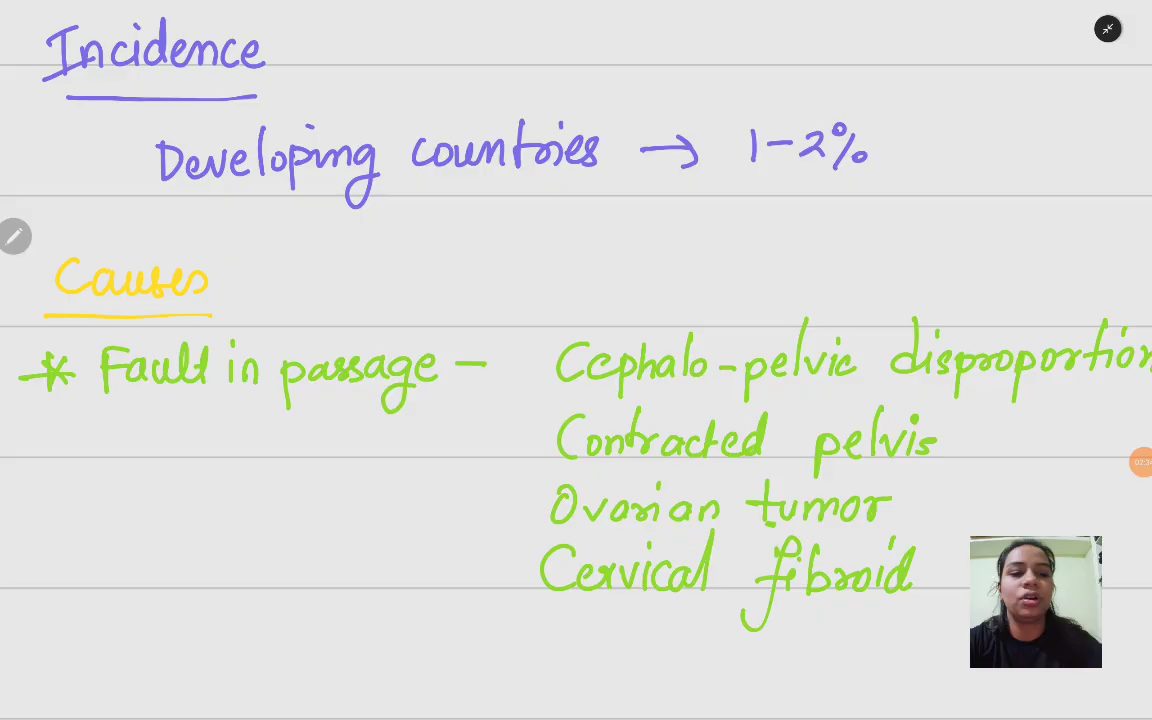 Incidence
Developing countries → 1-2%
Causes
* Fault in passage - Cephalo-pelvic disproportion
Contracted pelvis
Ovarian tumor
Cervical fibroid